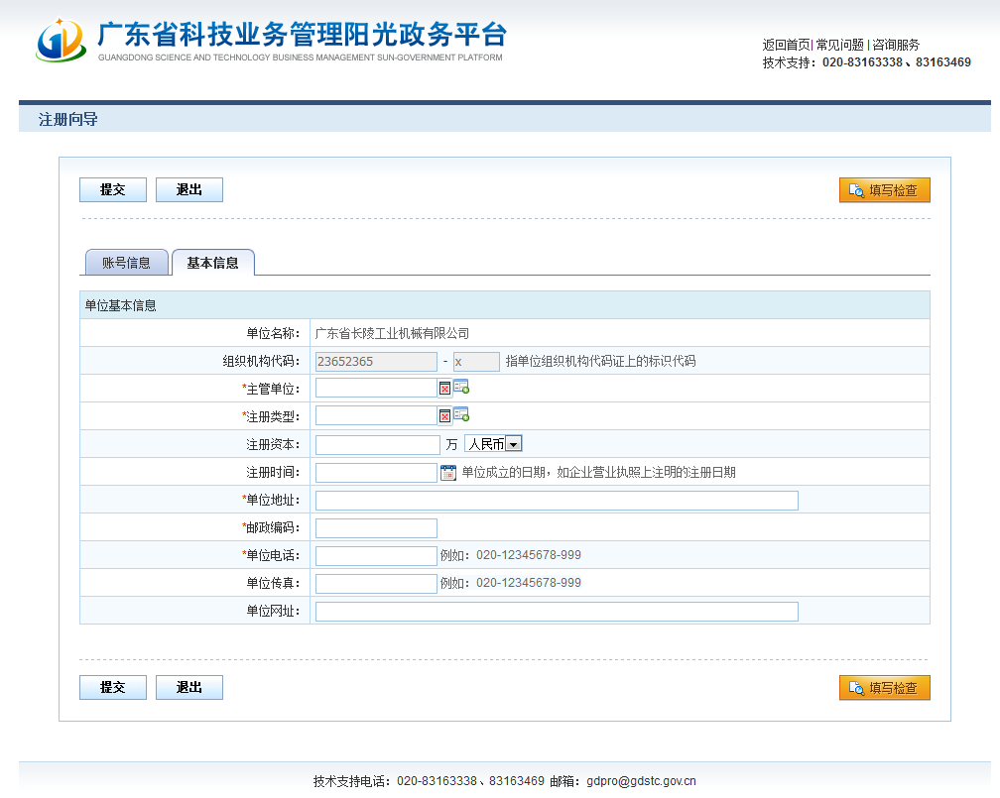 广东省科技业务管理阳光政务平台
GUANGDONG SCIENCE AND TECHNOLOGY BUSINESS MANAGEMENT SUN-GOVERNMENT PLATFORM
返回首页| 常见问题 | 咨询服务
技术支持：020-83163338、83163469
注册向导
提交 退出 填写检查
账号信息 基本信息
单位基本信息
单位名称： 广东省长陵工业机械有限公司
组织机构代码： 23652365 - x 指单位组织机构代码证上的标识代码
*主管单位：
*注册类型：
注册资本： 万 人民币
注册时间： 单位成立的日期，如企业营业执照上注明的注册日期
*单位地址：
*邮政编码：
*单位电话： 例如：020-12345678-999
单位传真： 例如：020-12345678-999
单位网址：
提交 退出 填写检查
技术支持电话：020-83163338、83163469 邮箱：gdpro@gdstc.gov.cn